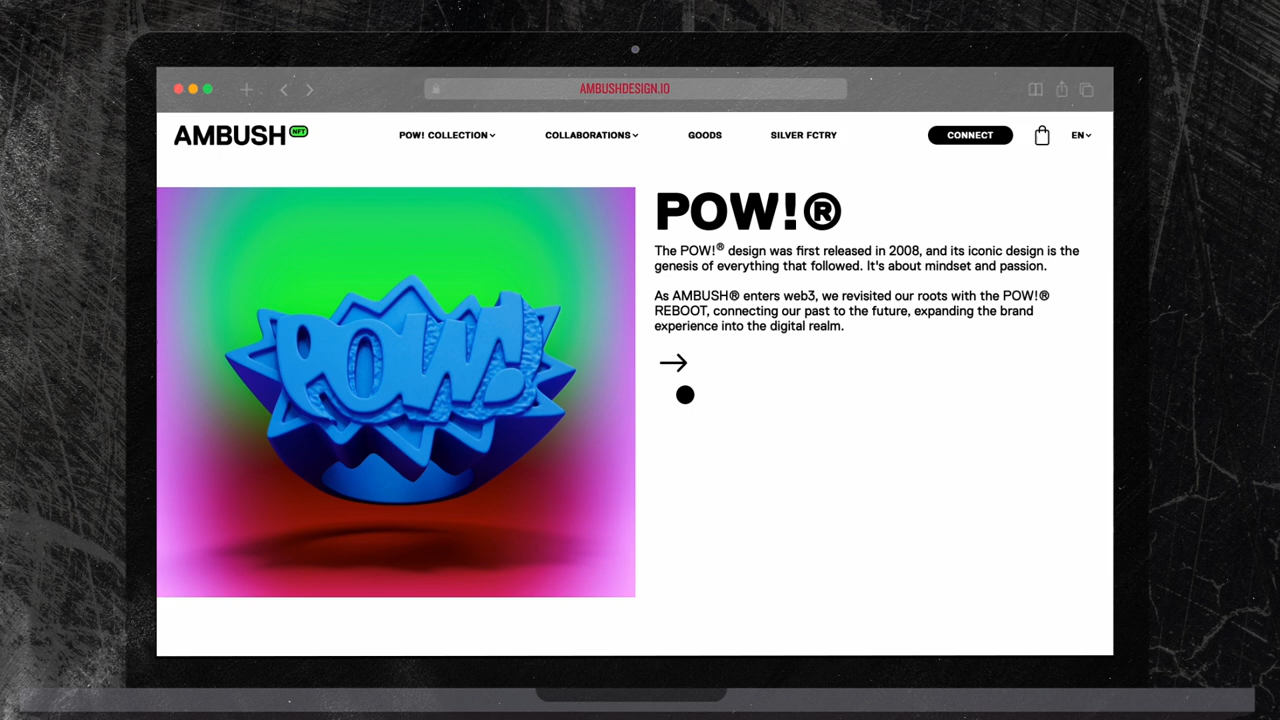 AMBUSHDESIGN.IO
AMBUSH NFT
POW! COLLECTION
COLLABORATIONS
GOODS
SILVER FCTRY
CONNECT
EN
POW!
POW!®
The POW!® design was first released in 2008, and its iconic design is the
genesis of everything that followed. It's about mindset and passion.
As AMBUSH® enters web3, we revisited our roots with the POW!®
REBOOT, connecting our past to the future, expanding the brand
experience into the digital realm.